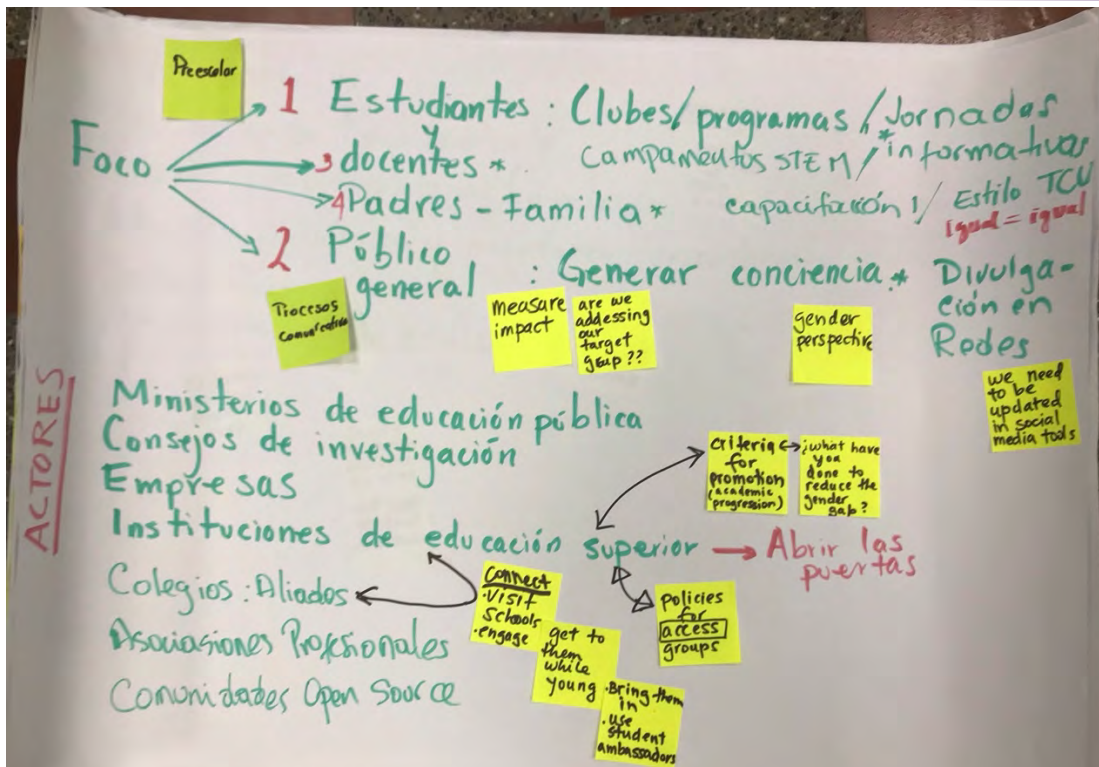 Preescolar
Foco
1 Estudiantes : Clubes/programas/Jornadas
y
3 docentes * Campamentos STEM / * informativas
4 Padres - Familia * capacitación 1/ Estilo TCU
igual = igual
2 Público
general : Generar conciencia * Divulga-
ción en
Redes
Procesos
measure
impact
are we
addressing
our
target
group ??
gender
perspective
we need
to be
updated
in social
media tools
ACTORES
Ministerios de educación pública
Consejos de investigación
Empresas
Instituciones de educación superior → Abrir las
puertas
Colegios : Aliados
Asociasiones Profesionales
Comunidades Open Source
criteria ↔
for
promotion
(academic
progression)
¿what have
you
done to
reduce the
gender
gap?
connect
·visit
schools
·engage
get to
them
while
young
·Bring them
in
·use
student
ambassadors
policies
for
access
groups